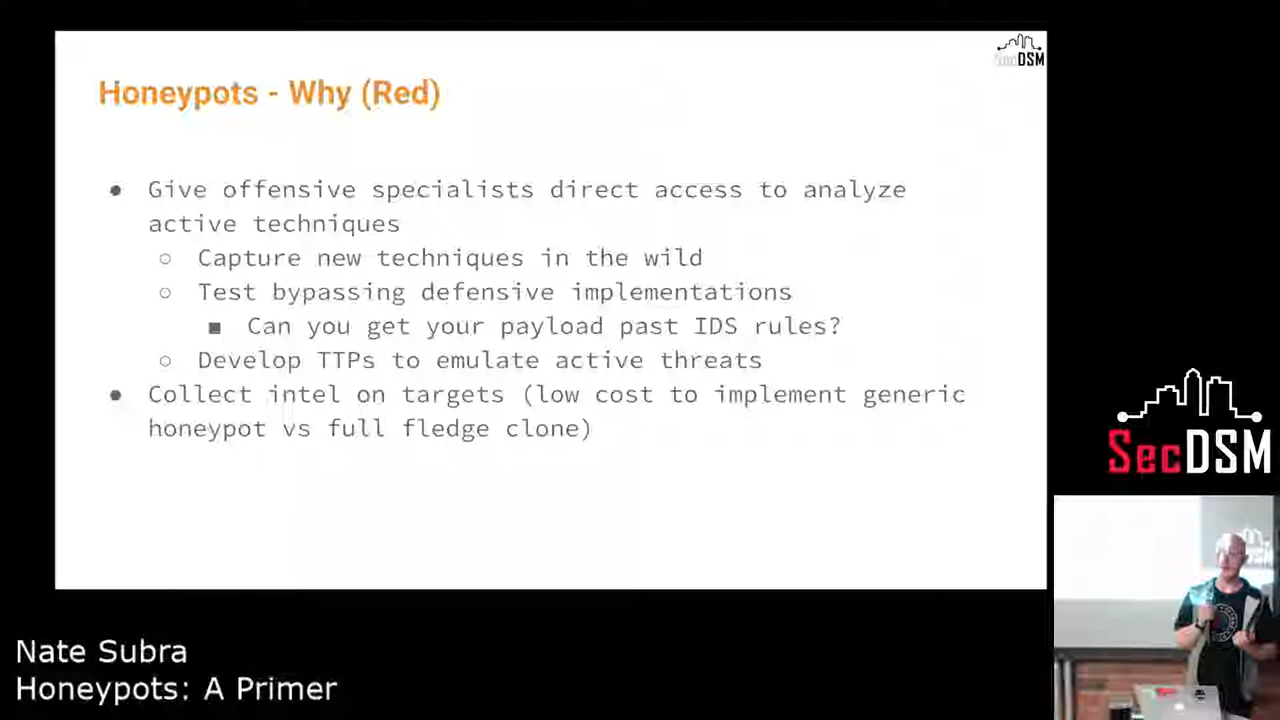 SecDSM
Honeypots - Why (Red)
● Give offensive specialists direct access to analyze
active techniques
○ Capture new techniques in the wild
○ Test bypassing defensive implementations
■ Can you get your payload past IDS rules?
○ Develop TTPs to emulate active threats
● Collect intel on targets (low cost to implement generic
honeypot vs full fledge clone)
SecDSM
Nate Subra
Honeypots: A Primer